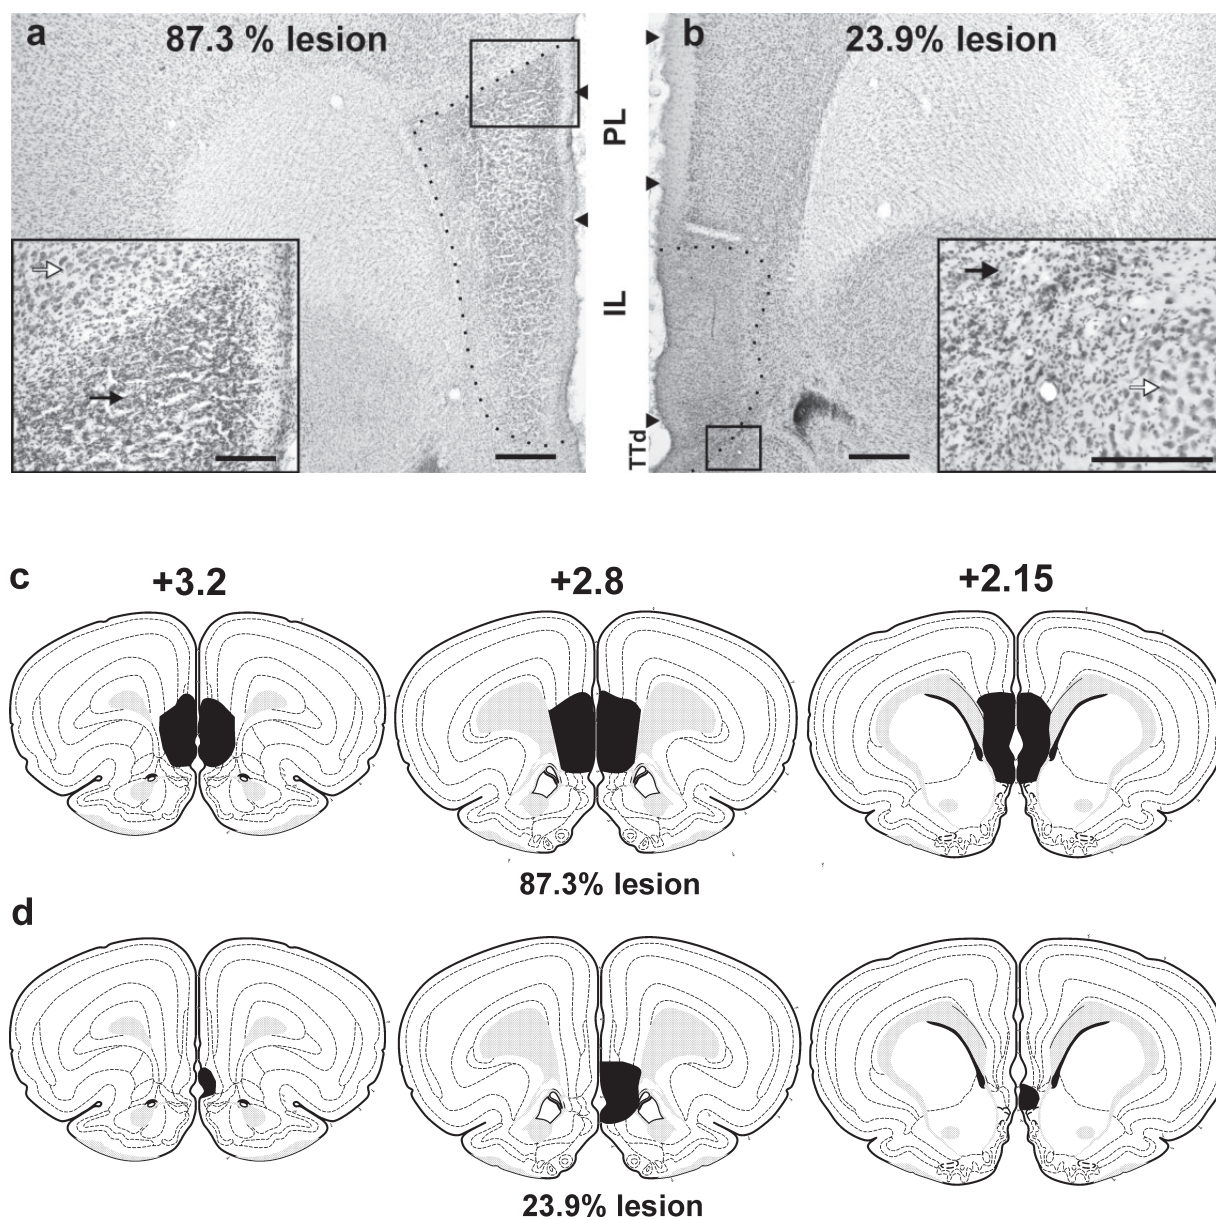 a
87.3 % lesion
b
23.9% lesion
PL
IL
TTd
c
+3.2
+2.8
+2.15
87.3% lesion
d
23.9% lesion